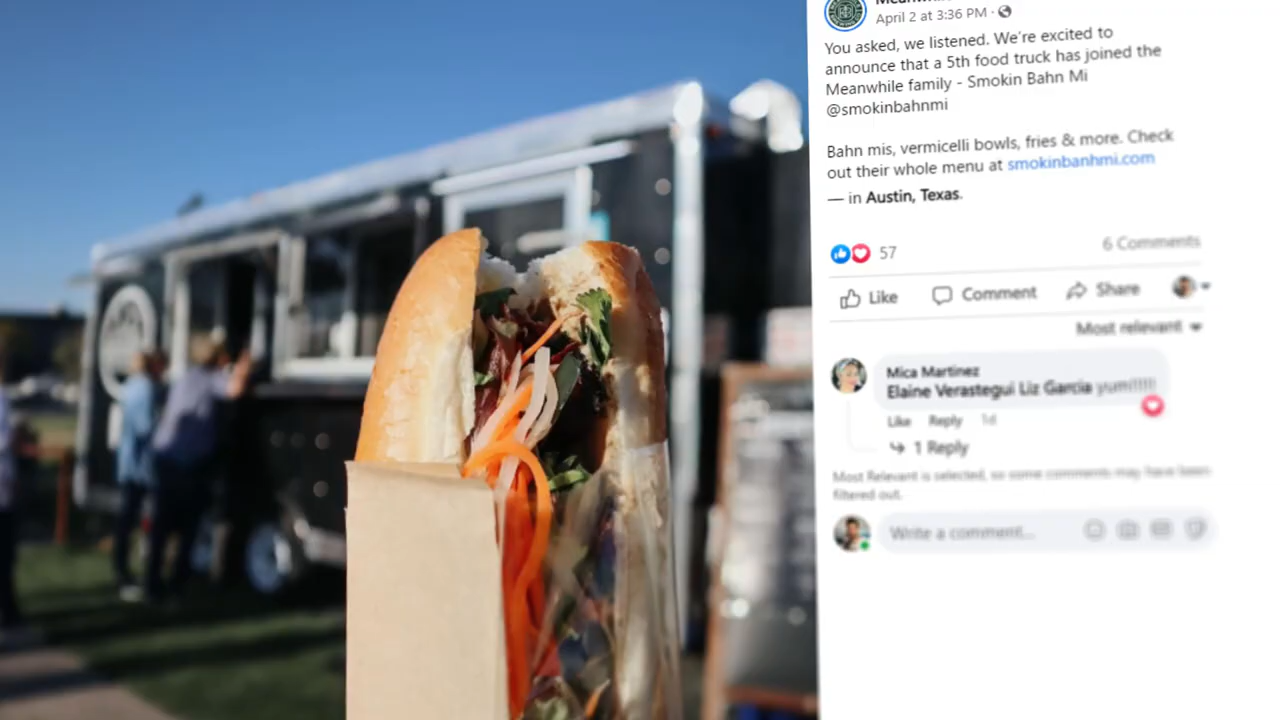 April 2 at 3:36 PM ·
You asked, we listened. We're excited to
announce that a 5th food truck has joined the
Meanwhile family - Smokin Bahn Mi
@smokinbahnmi
Bahn mis, vermicelli bowls, fries & more. Check
out their whole menu at smokinbanhmi.com
— in Austin, Texas.
57
6 Comments
Like
Comment
Share
Most relevant
Mica Martinez
Elaine Verastegui Liz Garcia yum!!!!!
Like Reply 1d
1 Reply
Most Relevant is selected, so some comments may have been
filtered out.
Write a comment...